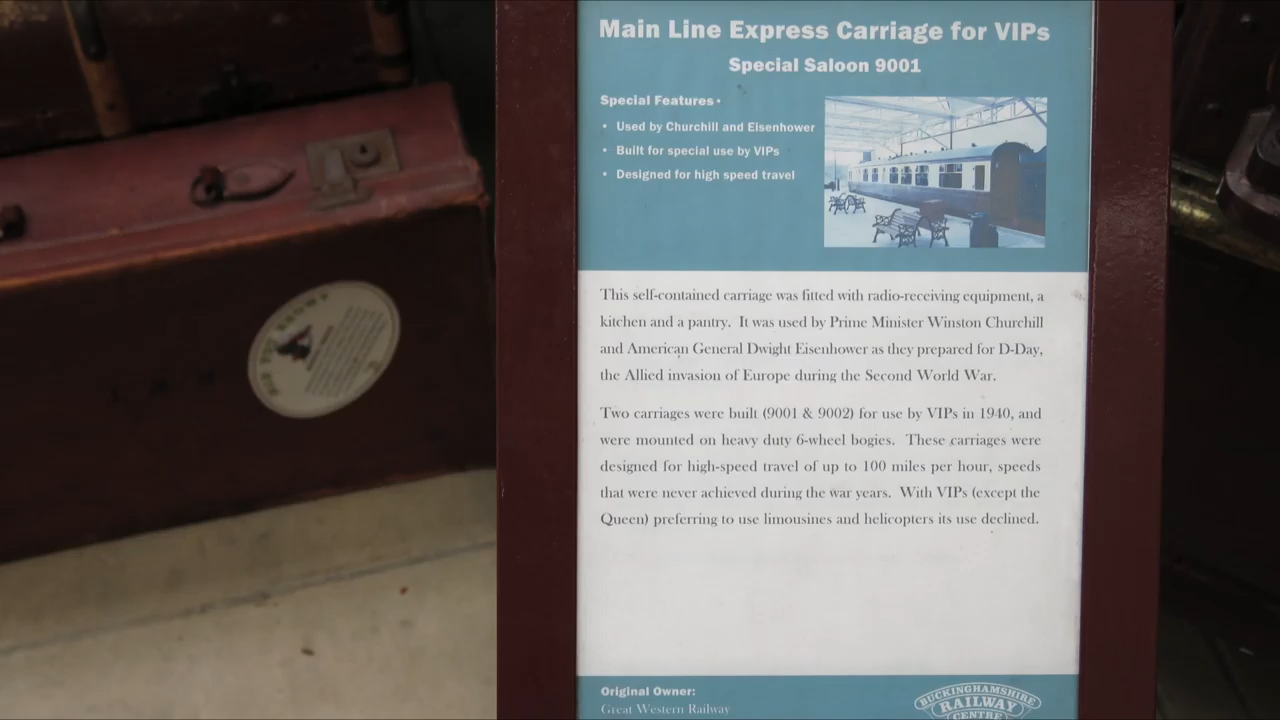 Main Line Express Carriage for VIPs
Special Saloon 9001
Special Features·
• Used by Churchill and Eisenhower
• Built for special use by VIPs
• Designed for high speed travel
This self-contained carriage was fitted with radio-receiving equipment, a
kitchen and a pantry. It was used by Prime Minister Winston Churchill
and American General Dwight Eisenhower as they prepared for D-Day,
the Allied invasion of Europe during the Second World War.
Two carriages were built (9001 & 9002) for use by VIPs in 1940, and
were mounted on heavy duty 6-wheel bogies. These carriages were
designed for high-speed travel of up to 100 miles per hour, speeds
that were never achieved during the war years. With VIPs (except the
Queen) preferring to use limousines and helicopters its use declined.
Original Owner:
Great Western Railway
BUCKINGHAMSHIRE
RAILWAY
CENTRE